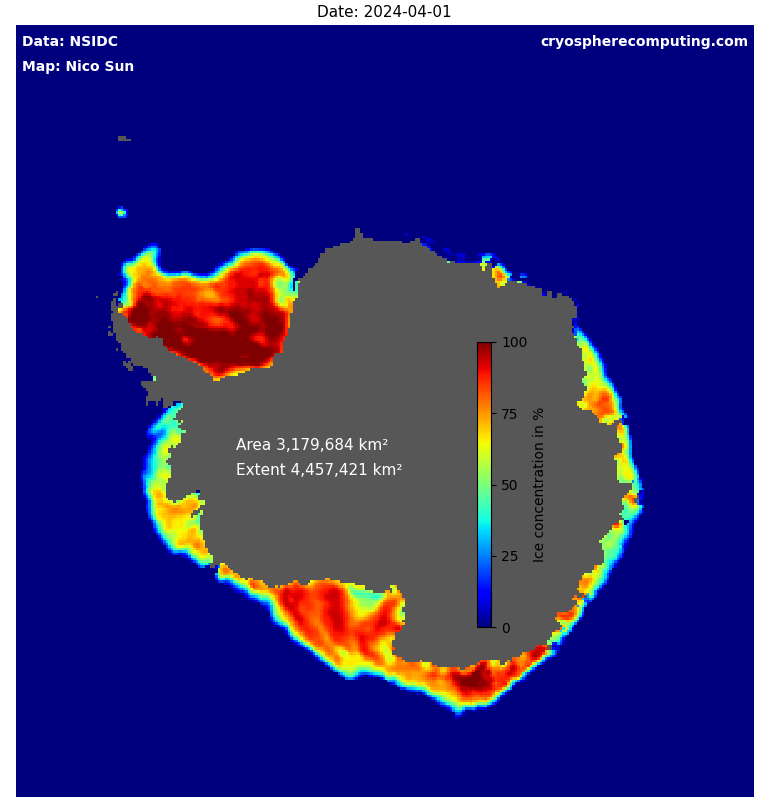 Date: 2024-04-01
Data: NSIDC
cryospherecomputing.com
Map: Nico Sun
Area 3,179,684 km²
Extent 4,457,421 km²
100
75
50
25
0
Ice concentration in %